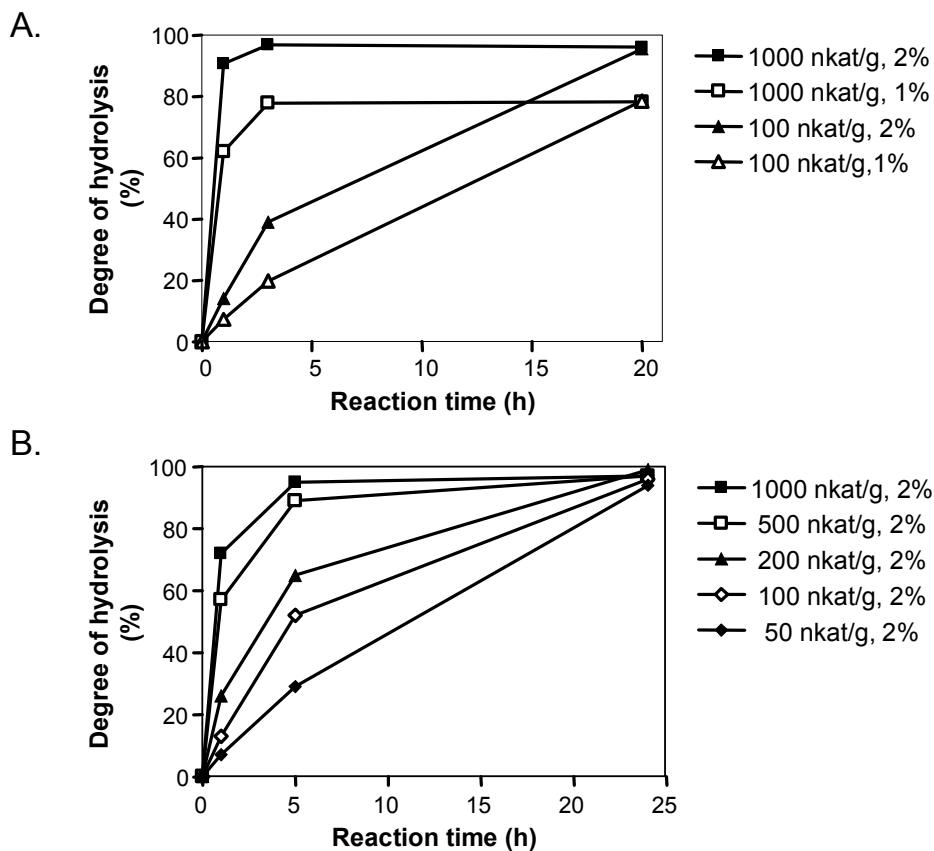 A.
100
80
60
40
20
0
0 5 10 15 20
Degree of hydrolysis
(%)
Reaction time (h)
1000 nkat/g, 2%
1000 nkat/g, 1%
100 nkat/g, 2%
100 nkat/g,1%
B.
100
80
60
40
20
0
0 5 10 15 20 25
Degree of hydrolysis
(%)
Reaction time (h)
1000 nkat/g, 2%
500 nkat/g, 2%
200 nkat/g, 2%
100 nkat/g, 2%
50 nkat/g, 2%